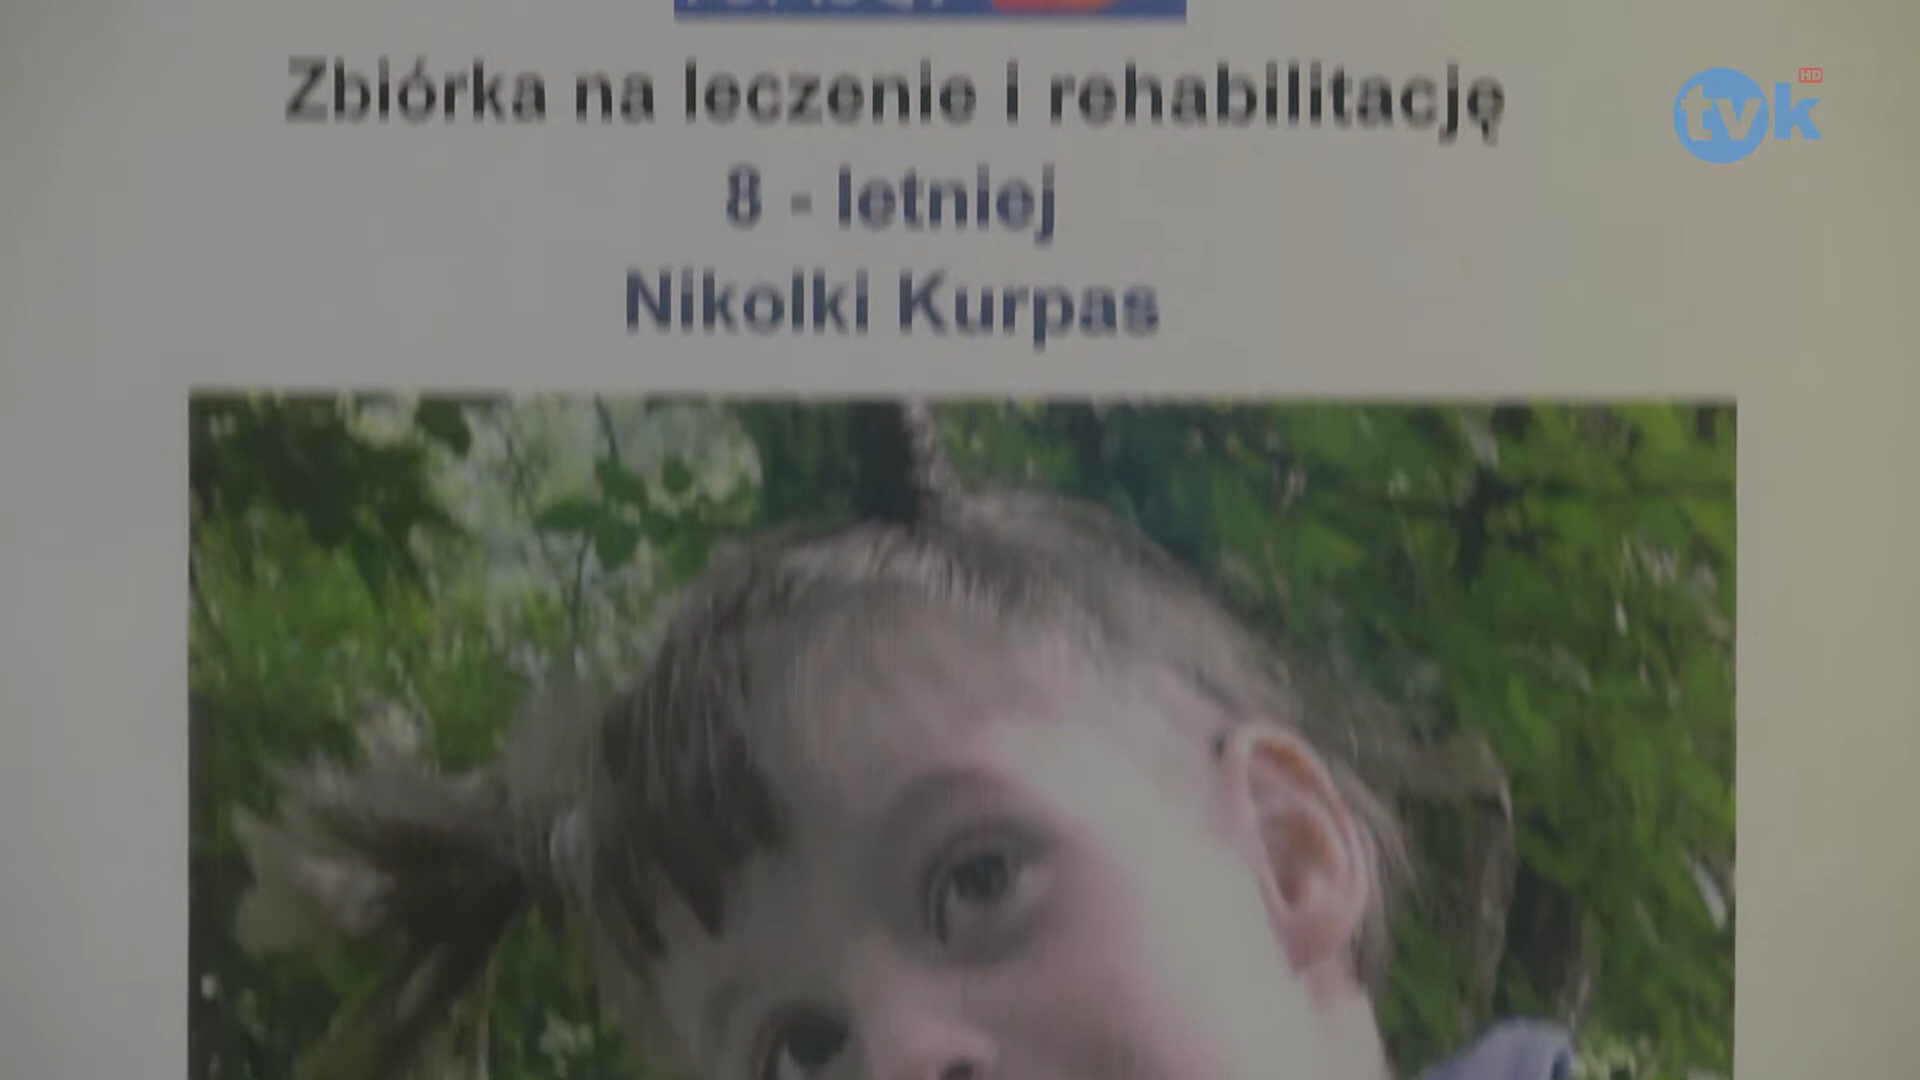 Zbiórka na leczenie i rehabilitację
8 - letniej
Nikolki Kurpas
tvk HD